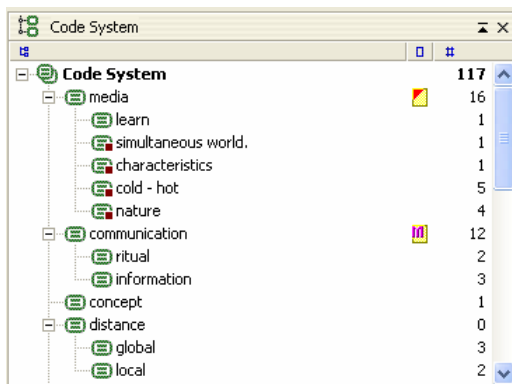 Code System
#
Code System 117
media 16
learn 1
simultaneous world. 1
characteristics 1
cold - hot 5
nature 4
communication 12
ritual 2
information 3
concept 1
distance 0
global 3
local 2